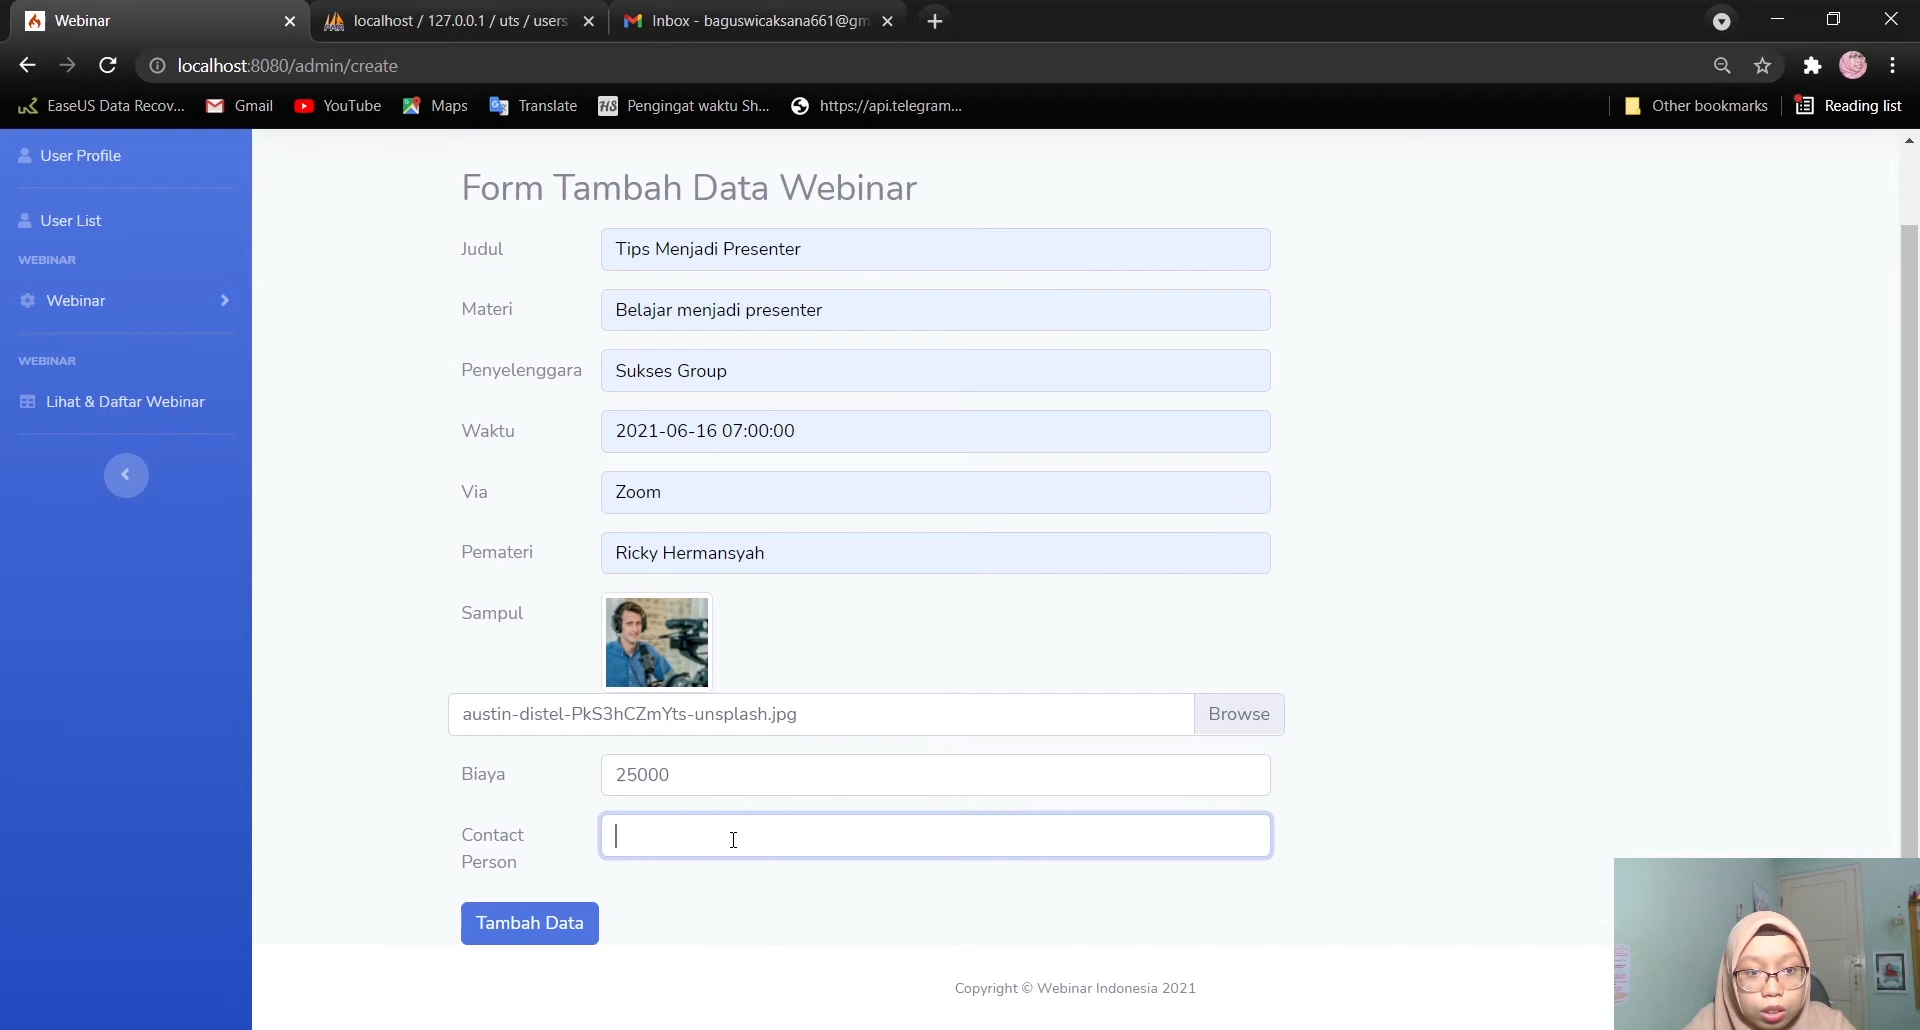 Webinar
localhost / 127.0.0.1 / uts / users
Inbox - baguswicaksana661@gm
localhost:8080/admin/create
EaseUS Data Recov...
Gmail
YouTube
Maps
Translate
HS Pengingat waktu Sh...
https://api.telegram...
Other bookmarks
Reading list
User Profile
User List
WEBINAR
Webinar
WEBINAR
Lihat & Daftar Webinar
Form Tambah Data Webinar
Judul
Tips Menjadi Presenter
Materi
Belajar menjadi presenter
Penyelenggara
Sukses Group
Waktu
2021-06-16 07:00:00
Via
Zoom
Pemateri
Ricky Hermansyah
Sampul
austin-distel-PkS3hCZmYts-unsplash.jpg
Browse
Biaya
25000
Contact
Person
Tambah Data
Copyright © Webinar Indonesia 2021